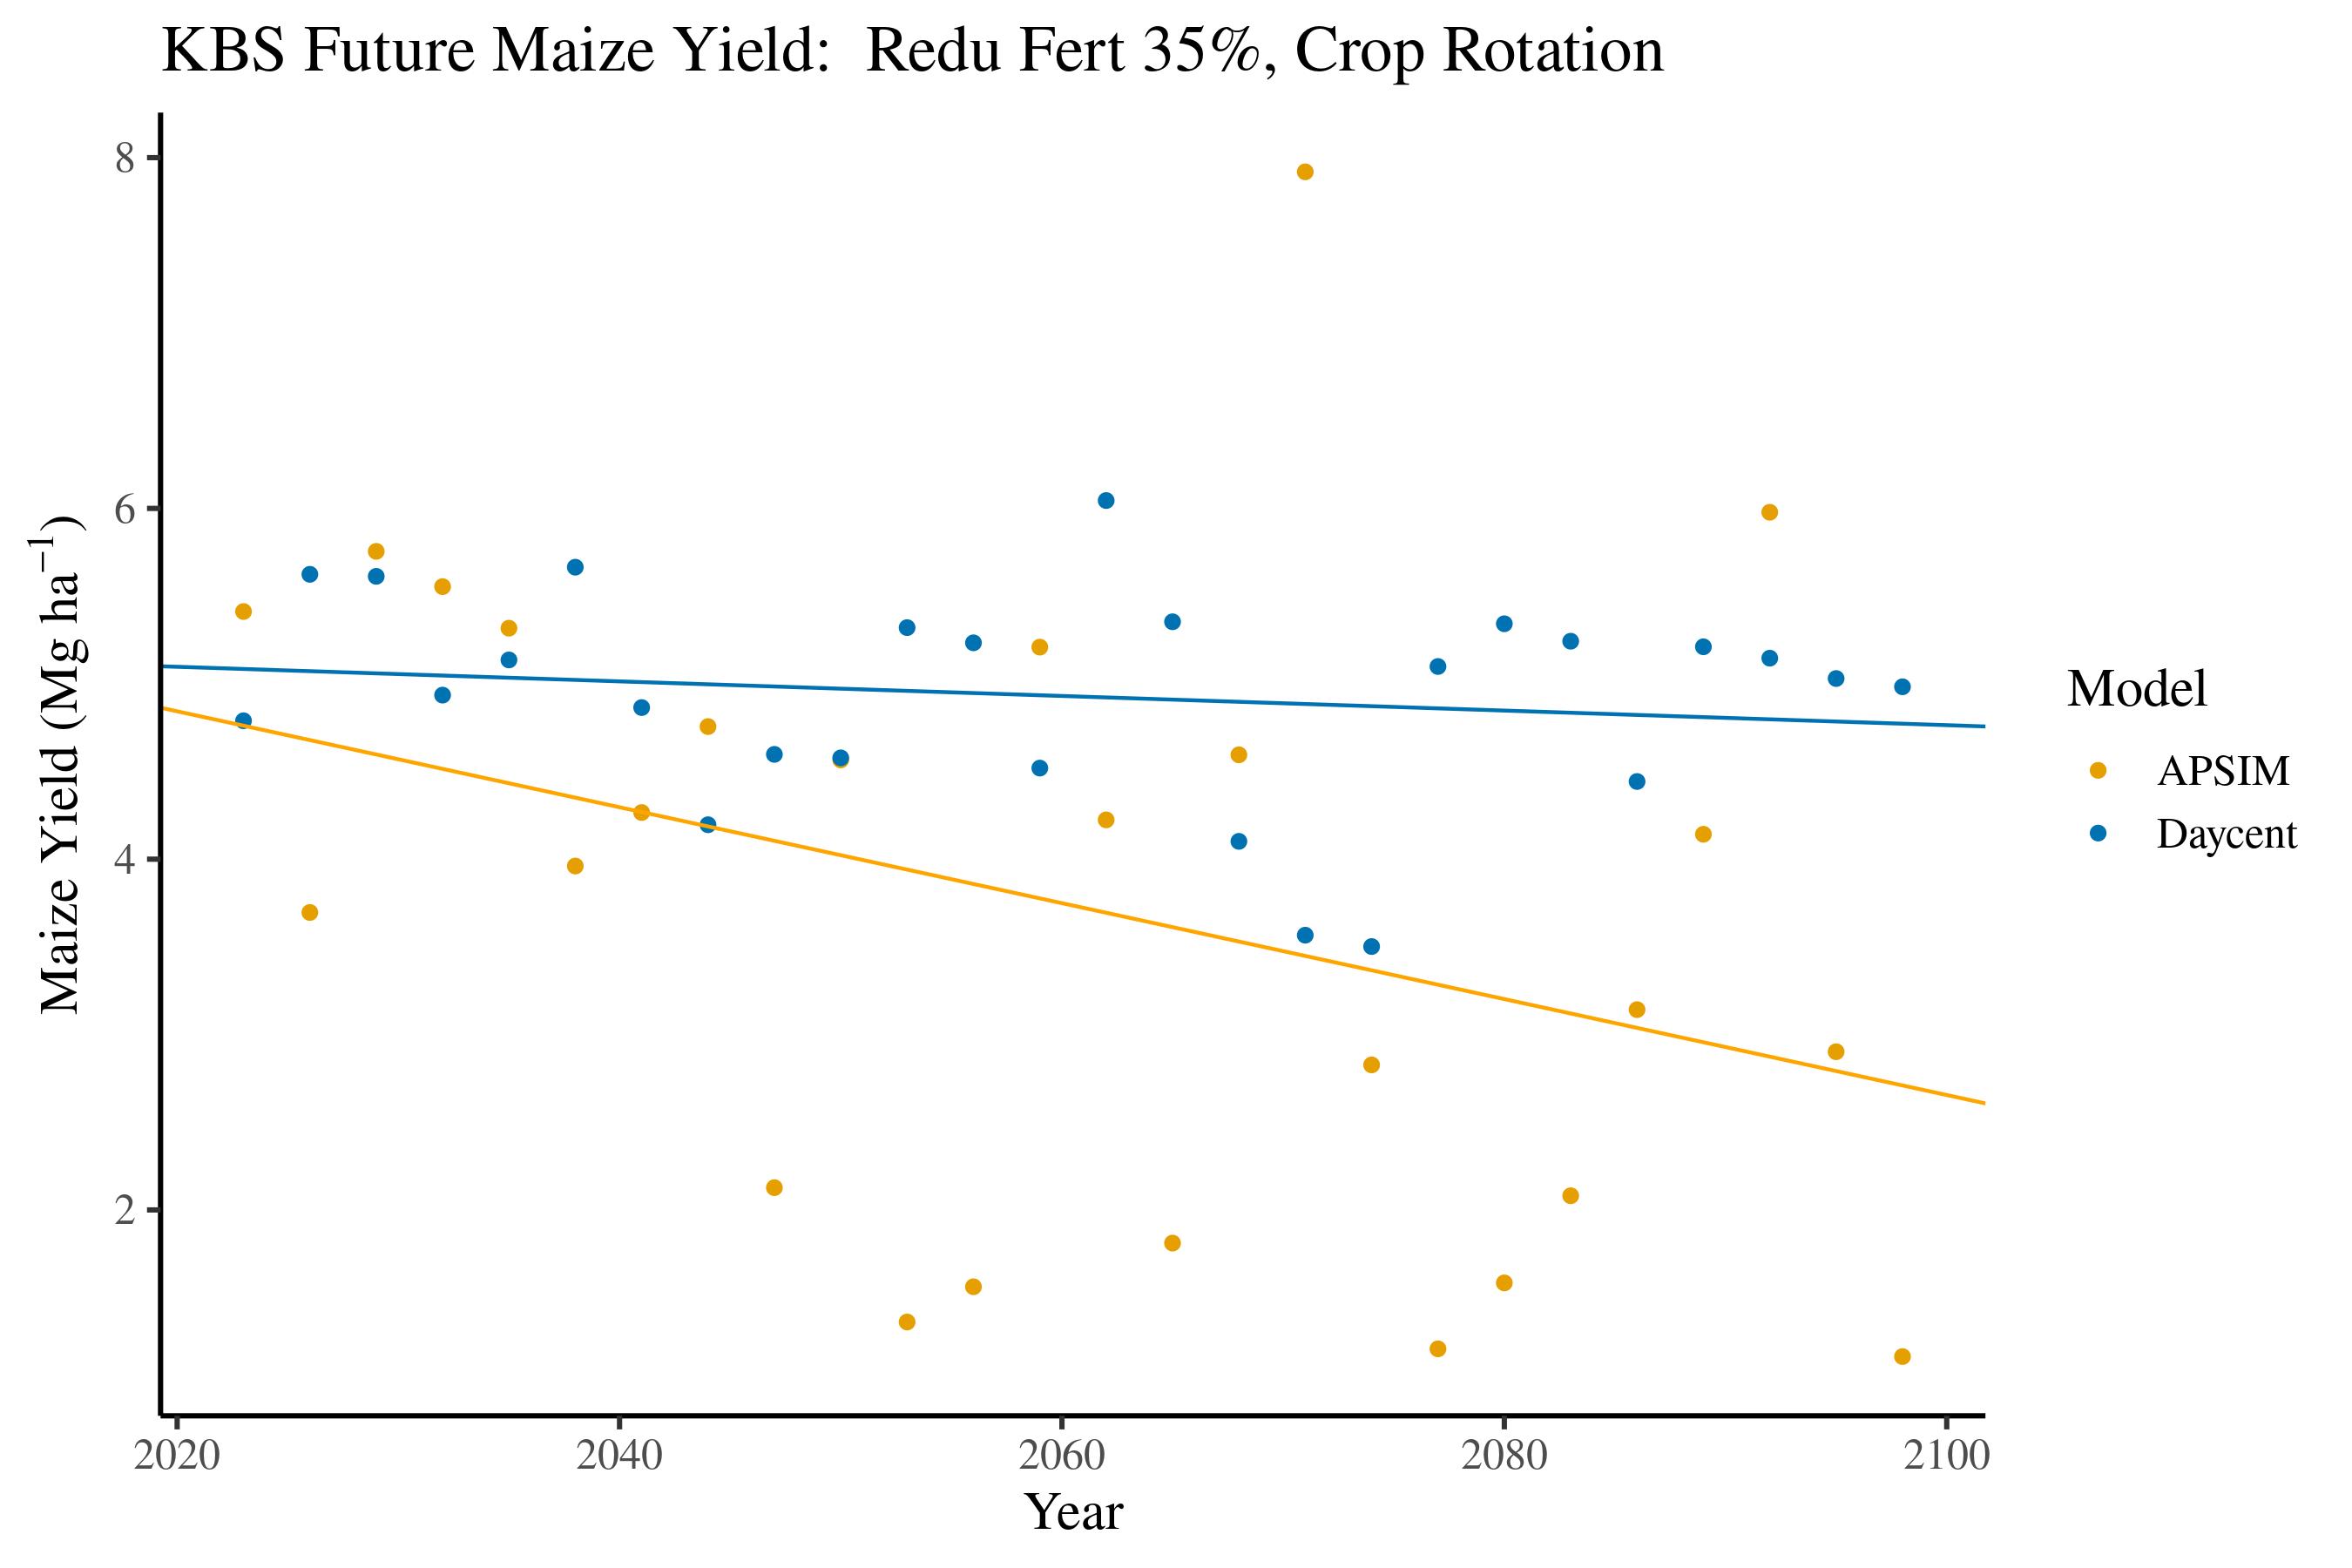 KBS Future Maize Yield:  Redu Fert 35%, Crop Rotation
8
6
4
2
Maize Yield (Mg ha⁻¹)
2020 2040 2060 2080 2100
Year
Model
APSIM
Daycent